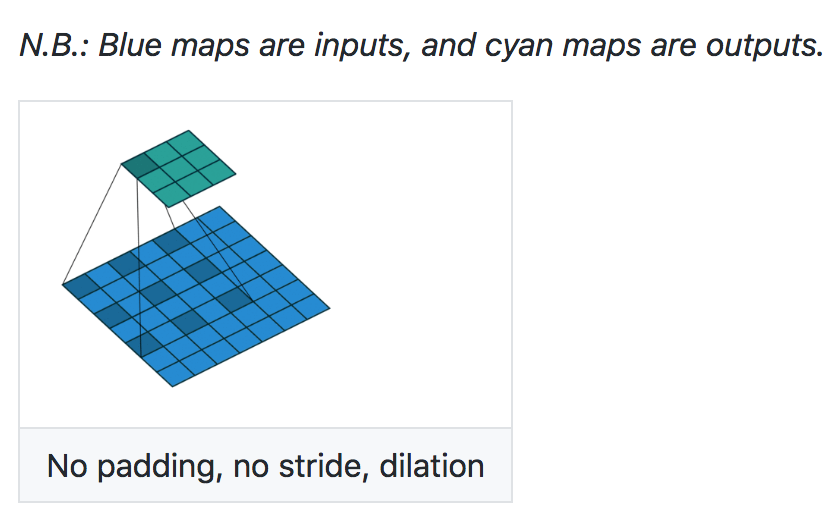 N.B.: Blue maps are inputs, and cyan maps are outputs.
No padding, no stride, dilation